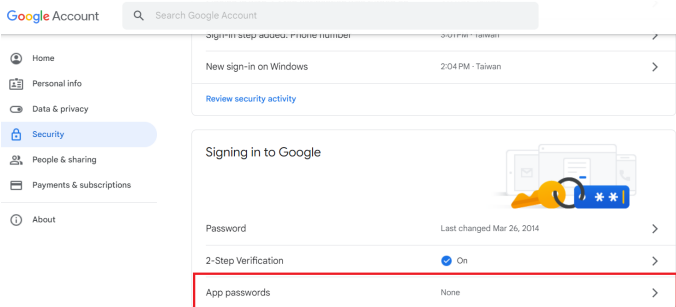 Google Account
Search Google Account
Sign-in step added: Phone number 3:01 PM · Taiwan
Home
New sign-in on Windows 2:04 PM · Taiwan
Personal info
Review security activity
Data & privacy
Security
People & sharing
Payments & subscriptions
About
Signing in to Google
**
Password Last changed Mar 26, 2014
2-Step Verification On
App passwords None